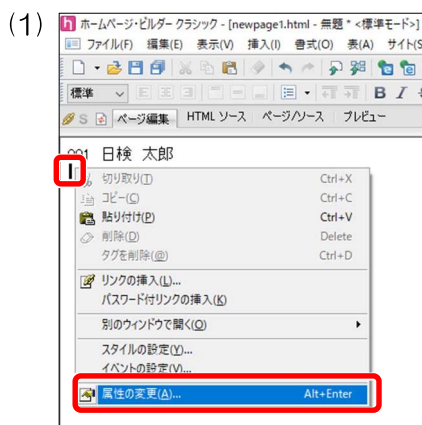 (1)
ホームページ・ビルダー クラシック - [newpage1.html - 無題 * <標準モード>]
ファイル(F) 編集(E) 表示(V) 挿入(I) 書式(O) 表(A) サイト(S
標準
B I
S ページ編集 HTML ソース ページ/ソース プレビュー
001 日検 太郎
切り取り(T) Ctrl+X
コピー(C) Ctrl+C
貼り付け(P) Ctrl+V
削除(D) Delete
タグを削除(@) Ctrl+D
リンクの挿入(L)...
パスワード付リンクの挿入(K)
別のウィンドウで開く(O)
スタイルの設定(Y)...
イベントの設定(V)...
属性の変更(A)... Alt+Enter